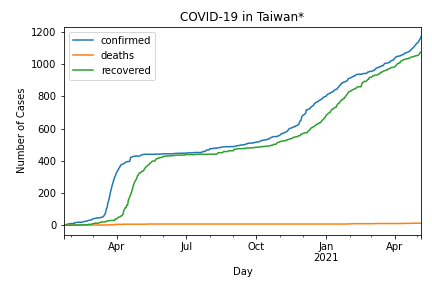 COVID-19 in Taiwan*
confirmed
deaths
recovered
Number of Cases
1200
1000
800
600
400
200
0
Apr Jul Oct Jan Apr
2021
Day